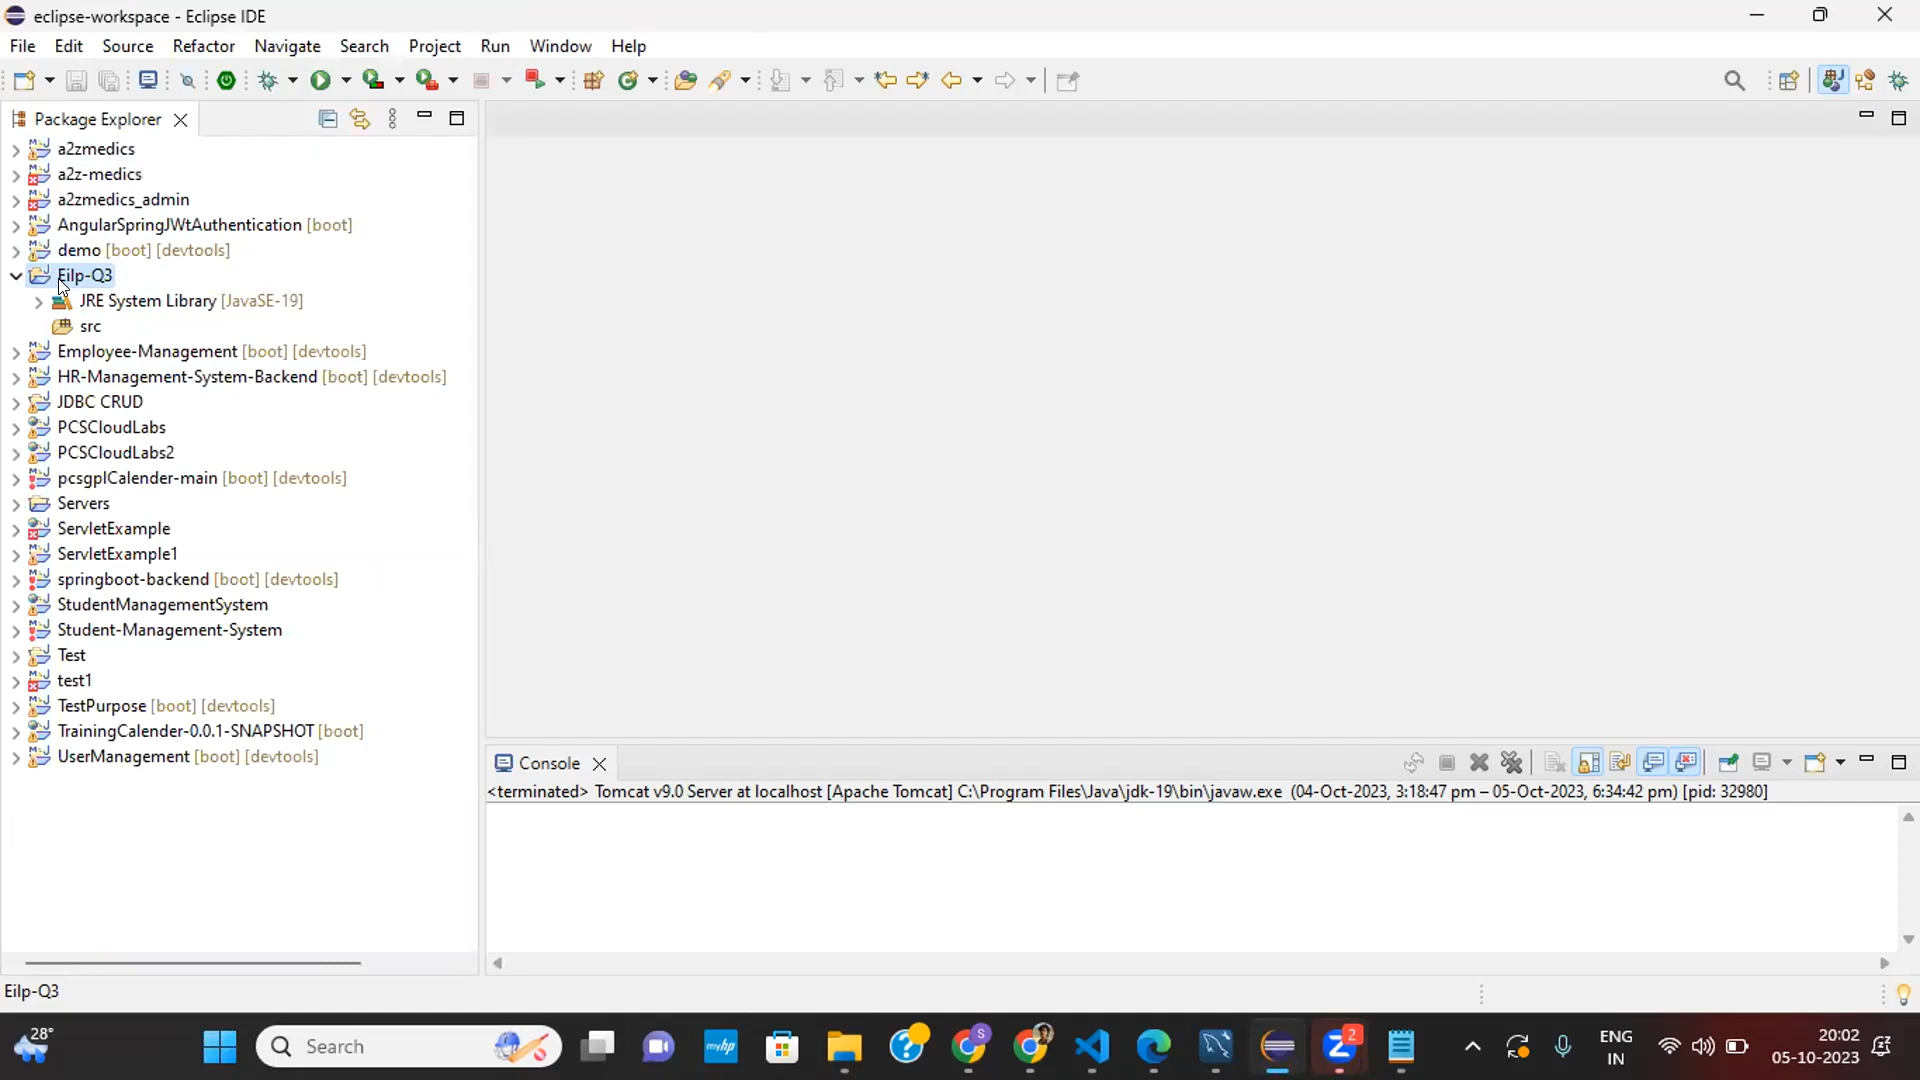 eclipse-workspace - Eclipse IDE
File Edit Source Refactor Navigate Search Project Run Window Help
Package Explorer
a2zmedics
a2z-medics
a2zmedics_admin
AngularSpringJWtAuthentication [boot]
demo [boot] [devtools]
Eilp-Q3
JRE System Library [JavaSE-19]
src
Employee-Management [boot] [devtools]
HR-Management-System-Backend [boot] [devtools]
JDBC CRUD
PCSCloudLabs
PCSCloudLabs2
pcsgplCalender-main [boot] [devtools]
Servers
ServletExample
ServletExample1
springboot-backend [boot] [devtools]
StudentManagementSystem
Student-Management-System
Test
test1
TestPurpose [boot] [devtools]
TrainingCalender-0.0.1-SNAPSHOT [boot]
UserManagement [boot] [devtools]
Console
<terminated> Tomcat v9.0 Server at localhost [Apache Tomcat] C:\Program Files\Java\jdk-19\bin\javaw.exe (04-Oct-2023, 3:18:47 pm – 05-Oct-2023, 6:34:42 pm) [pid: 32980]
Eilp-Q3
28°
Search
myhp
S
Z
2
ENG
IN
20:02
05-10-2023